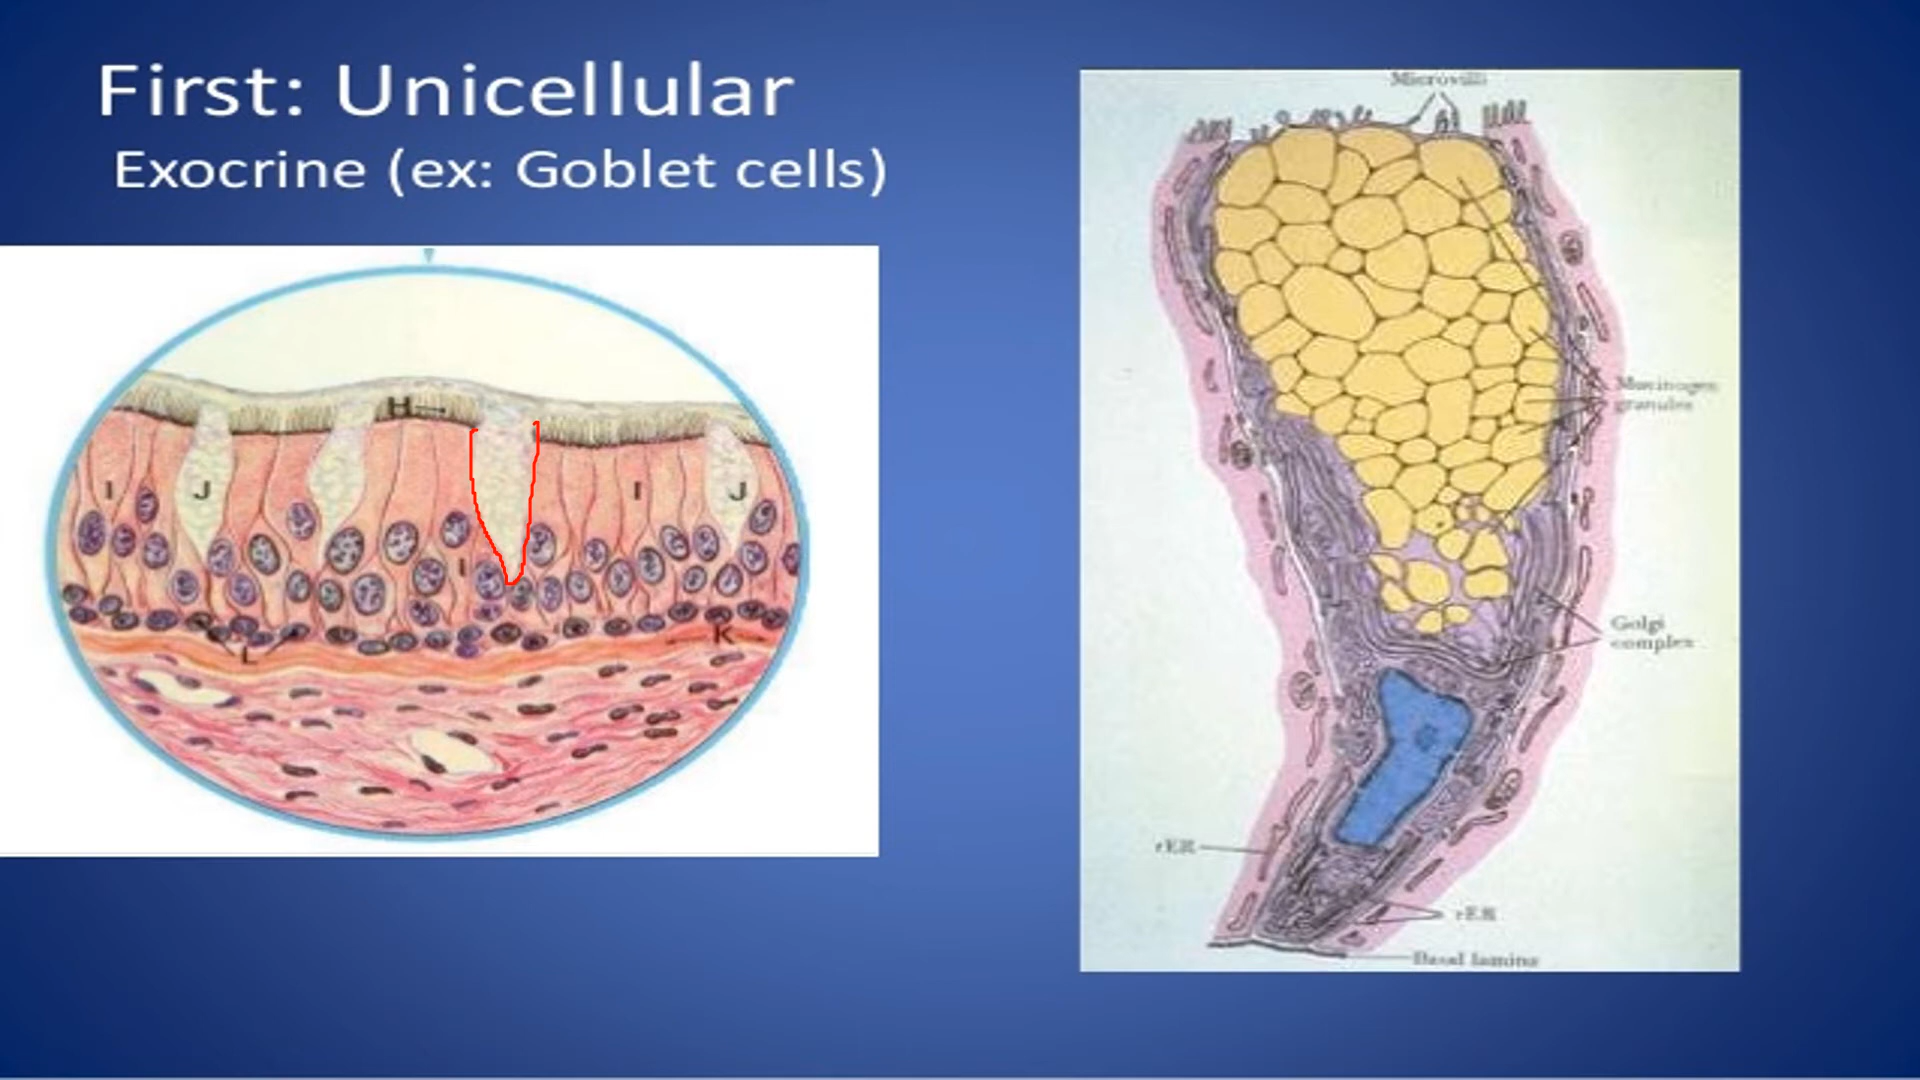 First: Unicellular
Exocrine (ex: Goblet cells)
Microvilli
H
I
J
I
J
I
L
K
Mucinogen
granules
Golgi
complex
rER
rER
Basal lamina